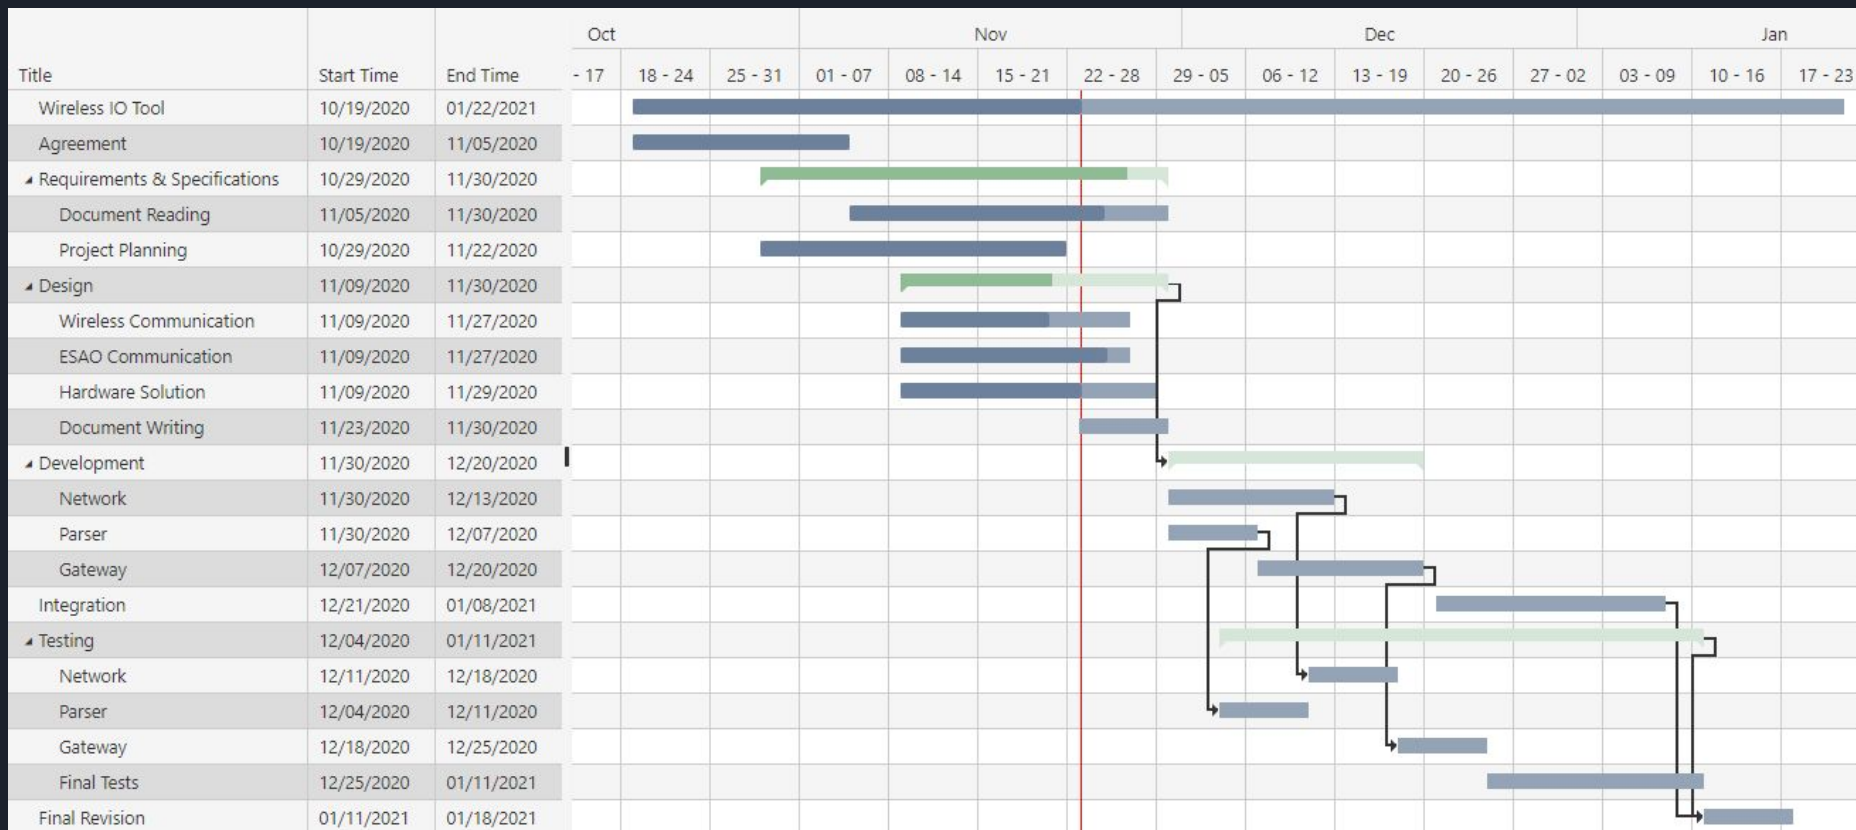 Oct Nov Dec Jan
Title Start Time End Time - 17 18 - 24 25 - 31 01 - 07 08 - 14 15 - 21 22 - 28 29 - 05 06 - 12 13 - 19 20 - 26 27 - 02 03 - 09 10 - 16 17 - 23
Wireless IO Tool 10/19/2020 01/22/2021
Agreement 10/19/2020 11/05/2020
Requirements & Specifications 10/29/2020 11/30/2020
Document Reading 11/05/2020 11/30/2020
Project Planning 10/29/2020 11/22/2020
Design 11/09/2020 11/30/2020
Wireless Communication 11/09/2020 11/27/2020
ESAO Communication 11/09/2020 11/27/2020
Hardware Solution 11/09/2020 11/29/2020
Document Writing 11/23/2020 11/30/2020
Development 11/30/2020 12/20/2020
Network 11/30/2020 12/13/2020
Parser 11/30/2020 12/07/2020
Gateway 12/07/2020 12/20/2020
Integration 12/21/2020 01/08/2021
Testing 12/04/2020 01/11/2021
Network 12/11/2020 12/18/2020
Parser 12/04/2020 12/11/2020
Gateway 12/18/2020 12/25/2020
Final Tests 12/25/2020 01/11/2021
Final Revision 01/11/2021 01/18/2021